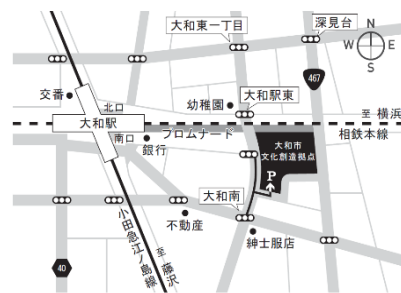 大和東一丁目
深見台
N
W E
S
467
交番
北口
幼稚園
大和駅東
至 横浜
大和駅
プロムナード
相鉄本線
南口
銀行
大和市
文化創造拠点
P
大和南
不動産
紳士服店
小田急江ノ島線
至 藤沢
40